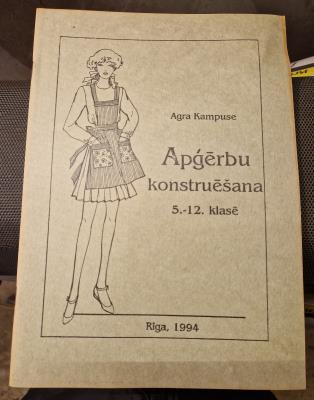 Agra Kampuse
Apģērbu
konstruēšana
5.-12. klasē
Rīga, 1994